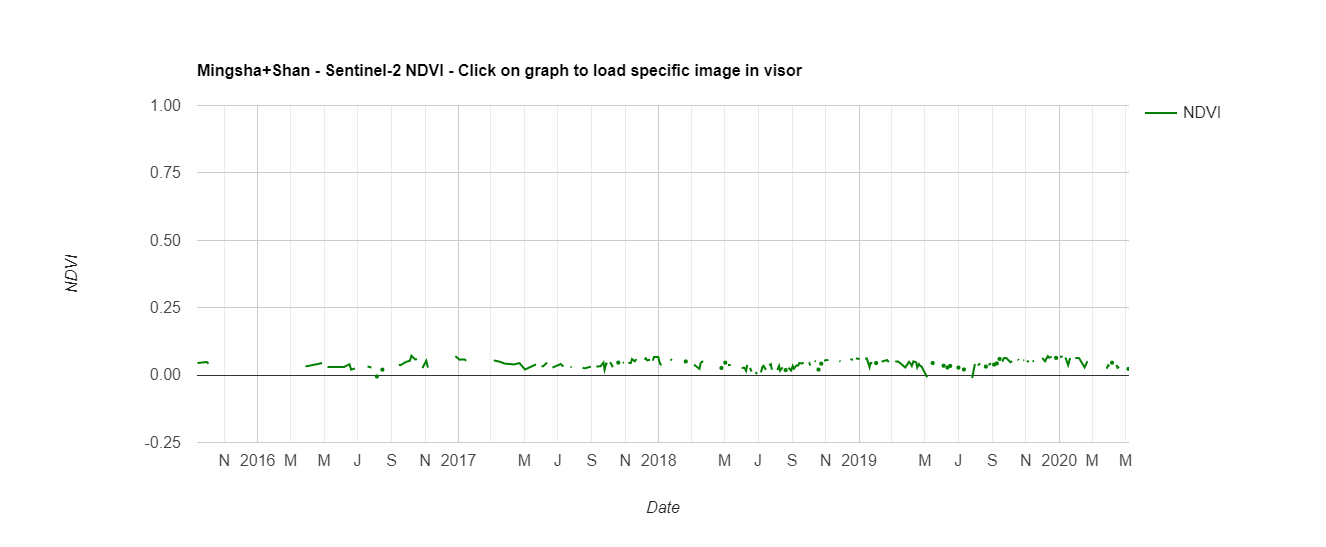 Mingsha+Shan - Sentinel-2 NDVI - Click on graph to load specific image in visor
1.00
NDVI
0.75
0.50
NDVI
0.25
0.00
-0.25
N 2016 M M J S N 2017 M J S N 2018 M J S N 2019 M J S N 2020 M M
Date